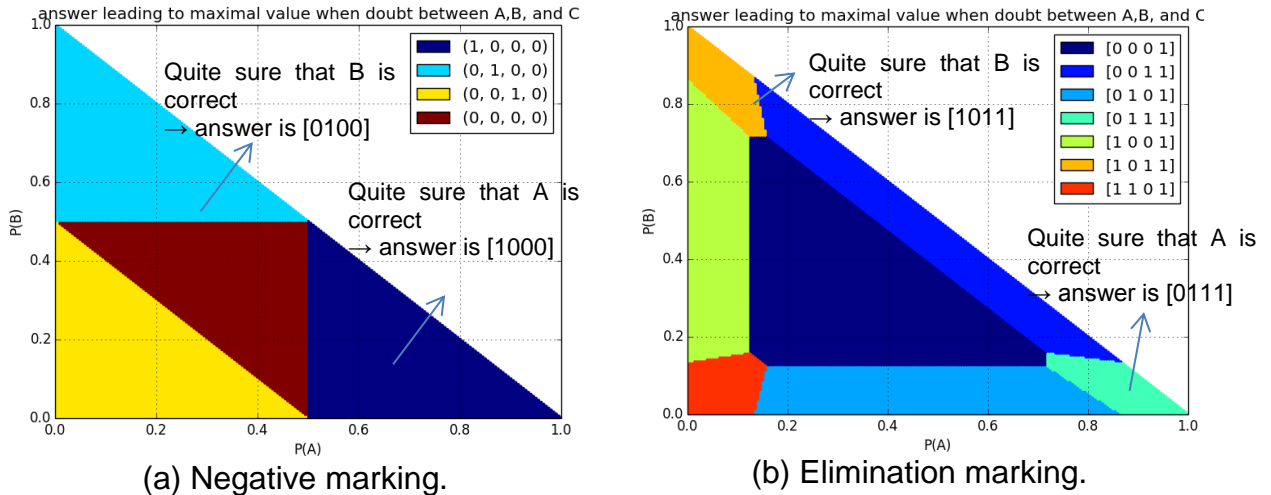 answer leading to maximal value when doubt between A,B, and C
(1, 0, 0, 0)
(0, 1, 0, 0)
(0, 0, 1, 0)
(0, 0, 0, 0)
Quite sure that B is
correct
→ answer is [0100]
Quite sure that A is
correct
→ answer is [1000]
1.0
0.8
0.6
0.4
0.2
0.0
P(B)
0.0 0.2 0.4 0.6 0.8 1.0
P(A)
(a) Negative marking.
answer leading to maximal value when doubt between A,B, and C
[0 0 0 1]
[0 0 1 1]
[0 1 0 1]
[0 1 1 1]
[1 0 0 1]
[1 0 1 1]
[1 1 0 1]
Quite sure that B is
correct
→ answer is [1011]
Quite sure that A is
correct
→ answer is [0111]
1.0
0.8
0.6
0.4
0.2
0.0
P(B)
0.0 0.2 0.4 0.6 0.8 1.0
P(A)
(b) Elimination marking.